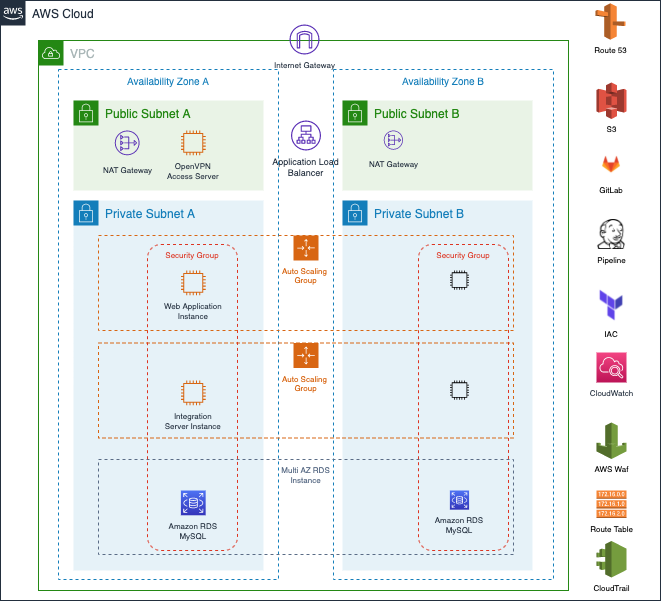 aws
AWS Cloud
Route 53
Internet Gateway
VPC
Availability Zone A
Availability Zone B
S3
Public Subnet A
Public Subnet B
NAT Gateway
OpenVPN
Access Server
Application Load
Balancer
NAT Gateway
GitLab
Private Subnet A
Private Subnet B
Pipeline
Security Group
Auto Scaling
Group
Security Group
Web Application
Instance
IAC
Auto Scaling
Group
CloudWatch
Integration
Server Instance
AWS Waf
Multi AZ RDS
Instance
172.16.0.0
172.16.1.0
172.16.2.0
Route Table
Amazon RDS
MySQL
Amazon RDS
MySQL
CloudTrail